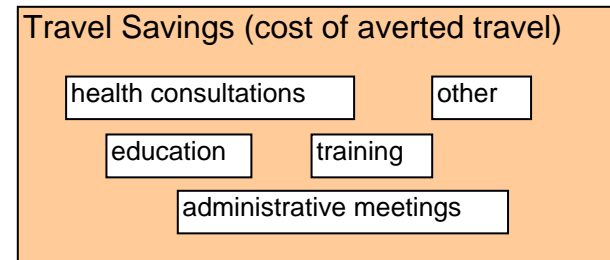 Travel Savings (cost of averted travel)
health consultations
other
education
training
administrative meetings